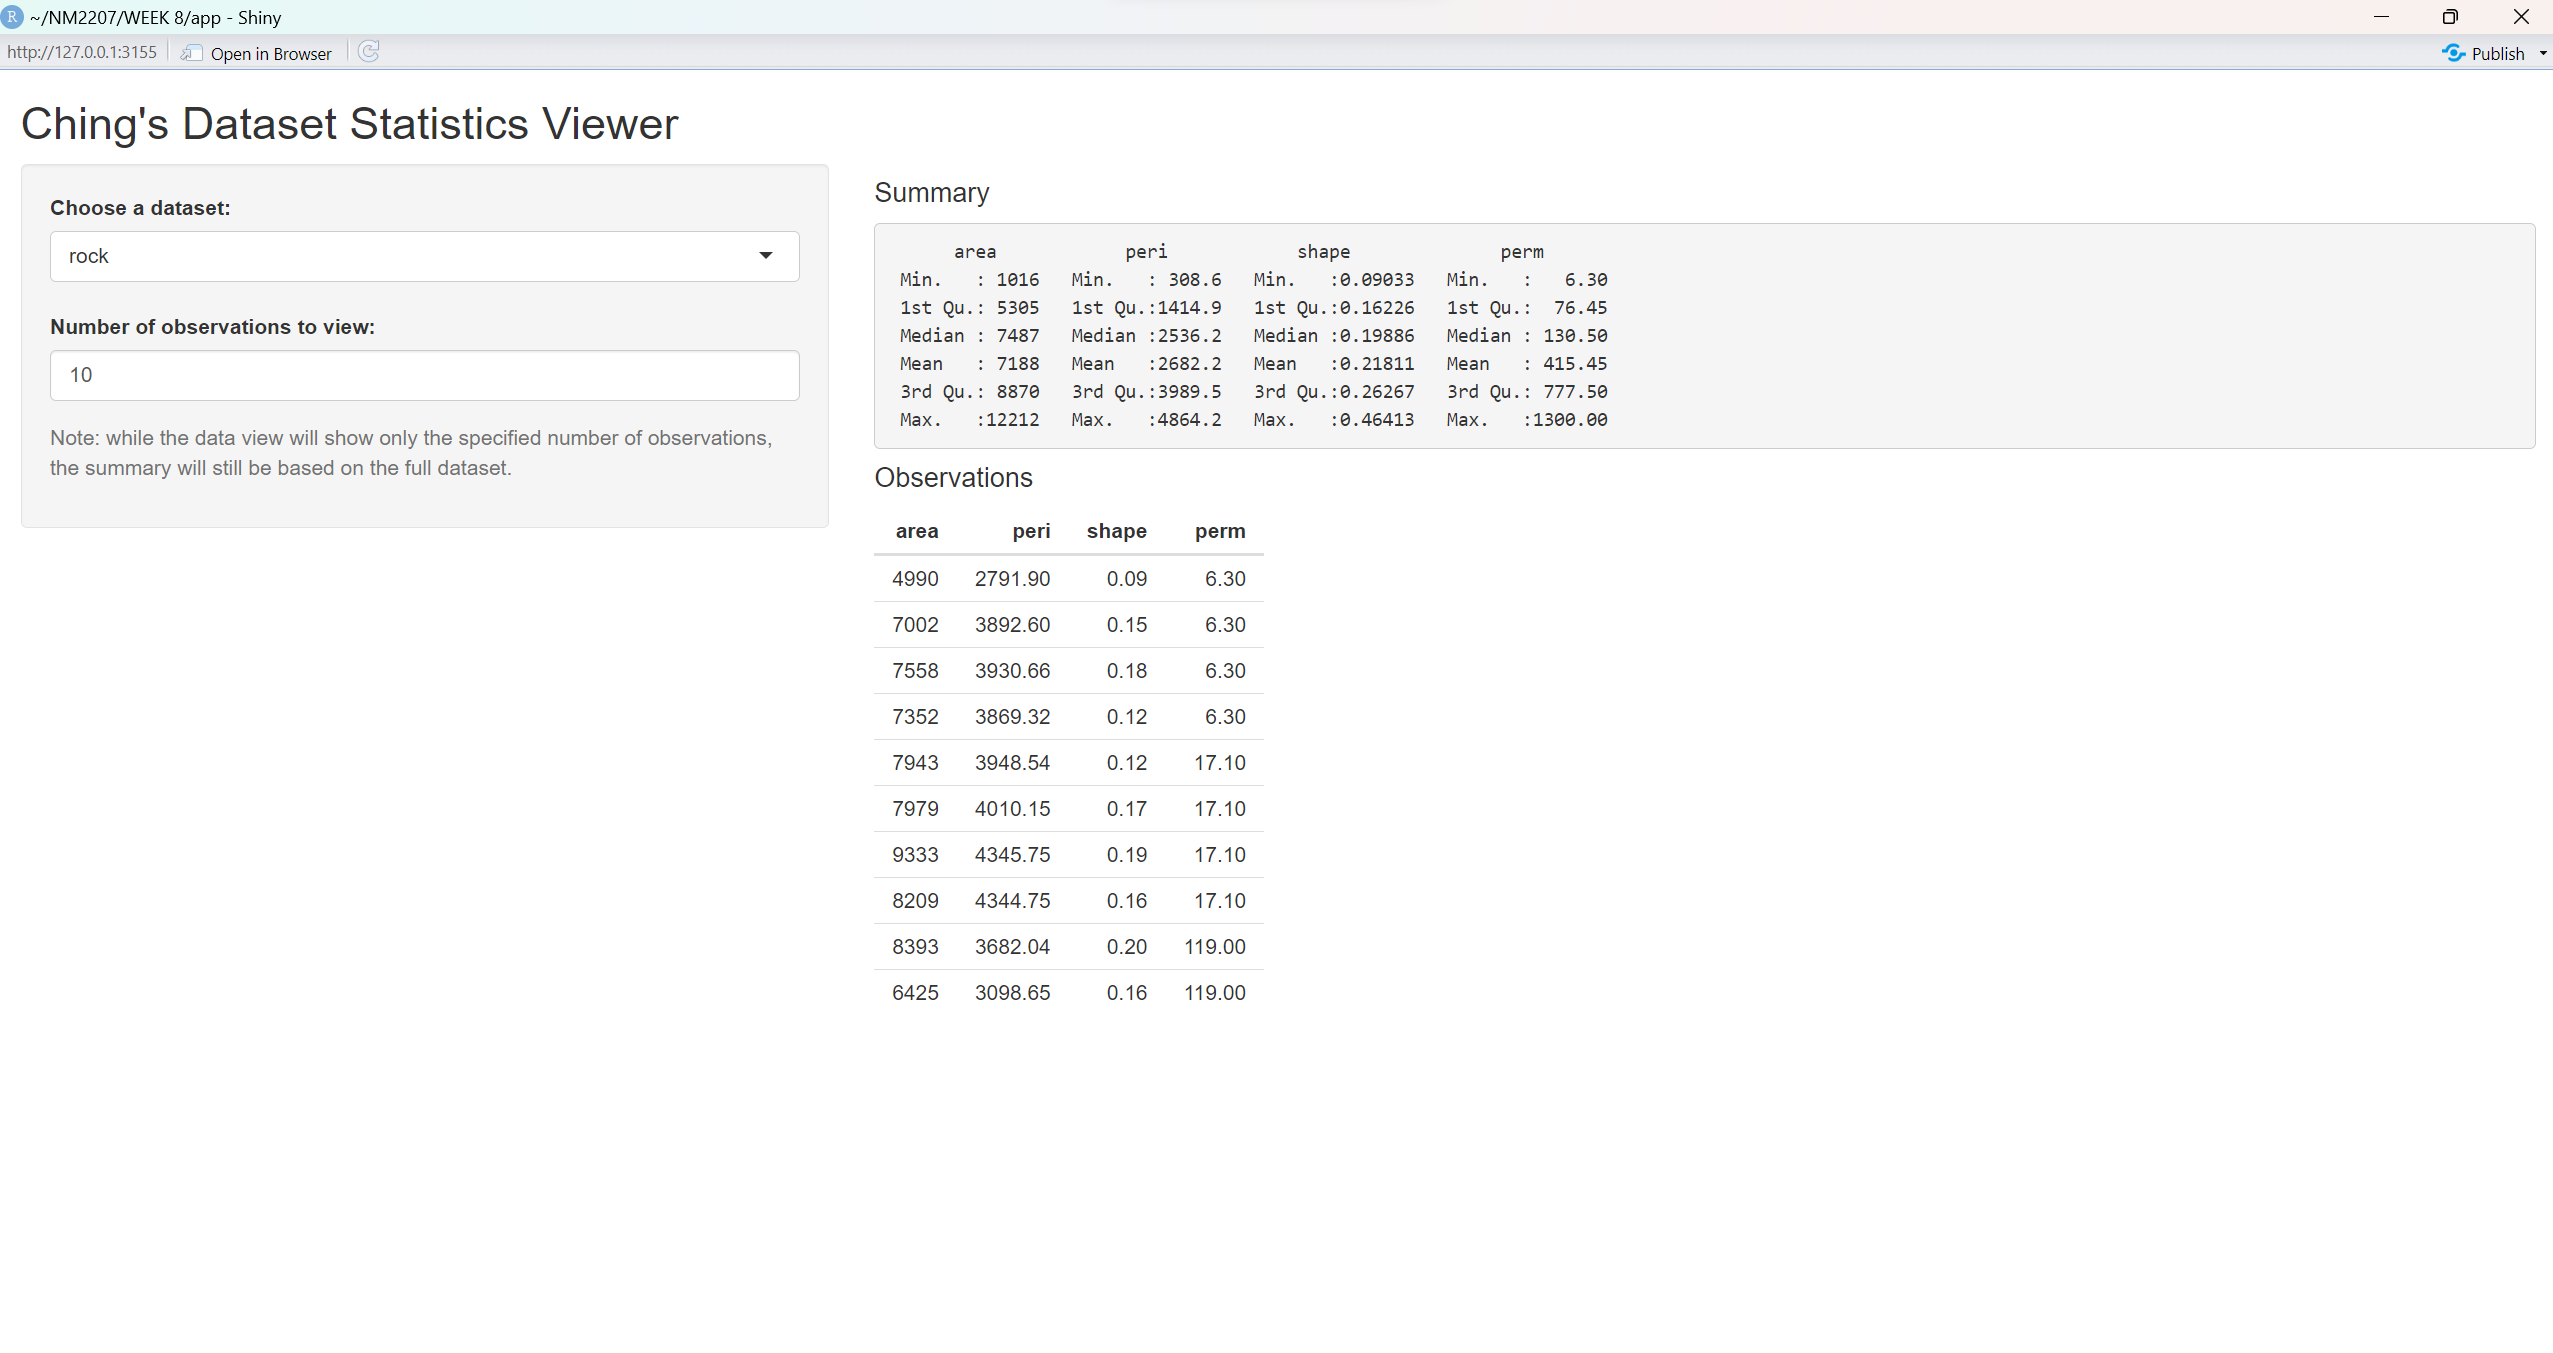 R ~/NM2207/WEEK 8/app - Shiny
http://127.0.0.1:3155 Open in Browser Publish
Ching's Dataset Statistics Viewer
Choose a dataset:
rock
Number of observations to view:
10
Note: while the data view will show only the specified number of observations,
the summary will still be based on the full dataset.
Summary
area peri shape perm
Min. : 1016 Min. : 308.6 Min. :0.09033 Min. : 6.30
1st Qu.: 5305 1st Qu.:1414.9 1st Qu.:0.16226 1st Qu.: 76.45
Median : 7487 Median :2536.2 Median :0.19886 Median : 130.50
Mean : 7188 Mean :2682.2 Mean :0.21811 Mean : 415.45
3rd Qu.: 8870 3rd Qu.:3989.5 3rd Qu.:0.26267 3rd Qu.: 777.50
Max. :12212 Max. :4864.2 Max. :0.46413 Max. :1300.00
Observations
area peri shape perm
4990 2791.90 0.09 6.30
7002 3892.60 0.15 6.30
7558 3930.66 0.18 6.30
7352 3869.32 0.12 6.30
7943 3948.54 0.12 17.10
7979 4010.15 0.17 17.10
9333 4345.75 0.19 17.10
8209 4344.75 0.16 17.10
8393 3682.04 0.20 119.00
6425 3098.65 0.16 119.00